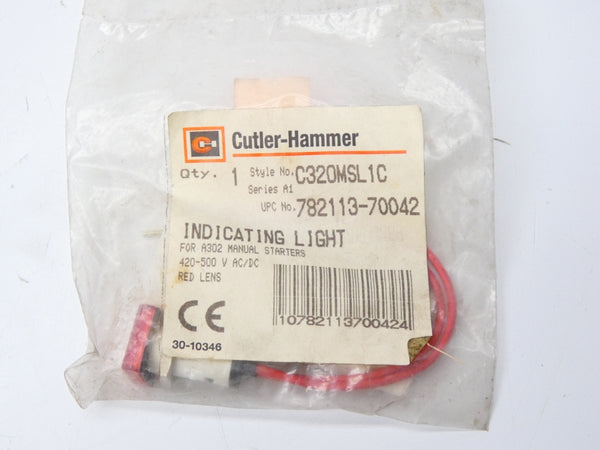 Cutler-Hammer
Qty. 1 Style No. C320MSL1C
Series A1
UPC No. 782113-70042
INDICATING LIGHT
FOR A302 MANUAL STARTERS
420-500 V AC/DC
RED LENS
CE
10782113700424
30-10346